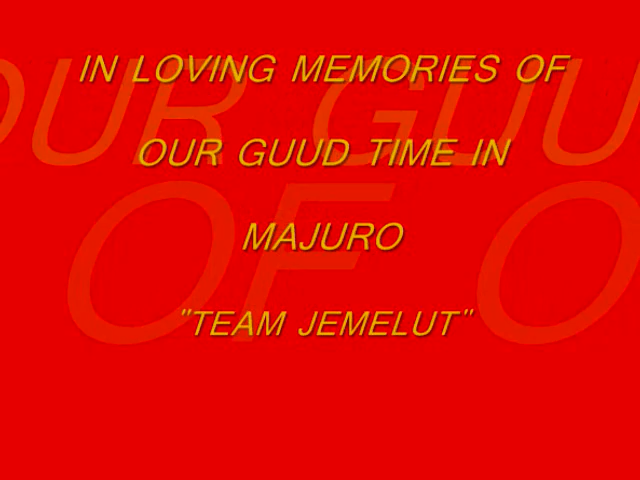 IN LOVING MEMORIES OF
OUR GUUD TIME IN
MAJURO
"TEAM JEMELUT"